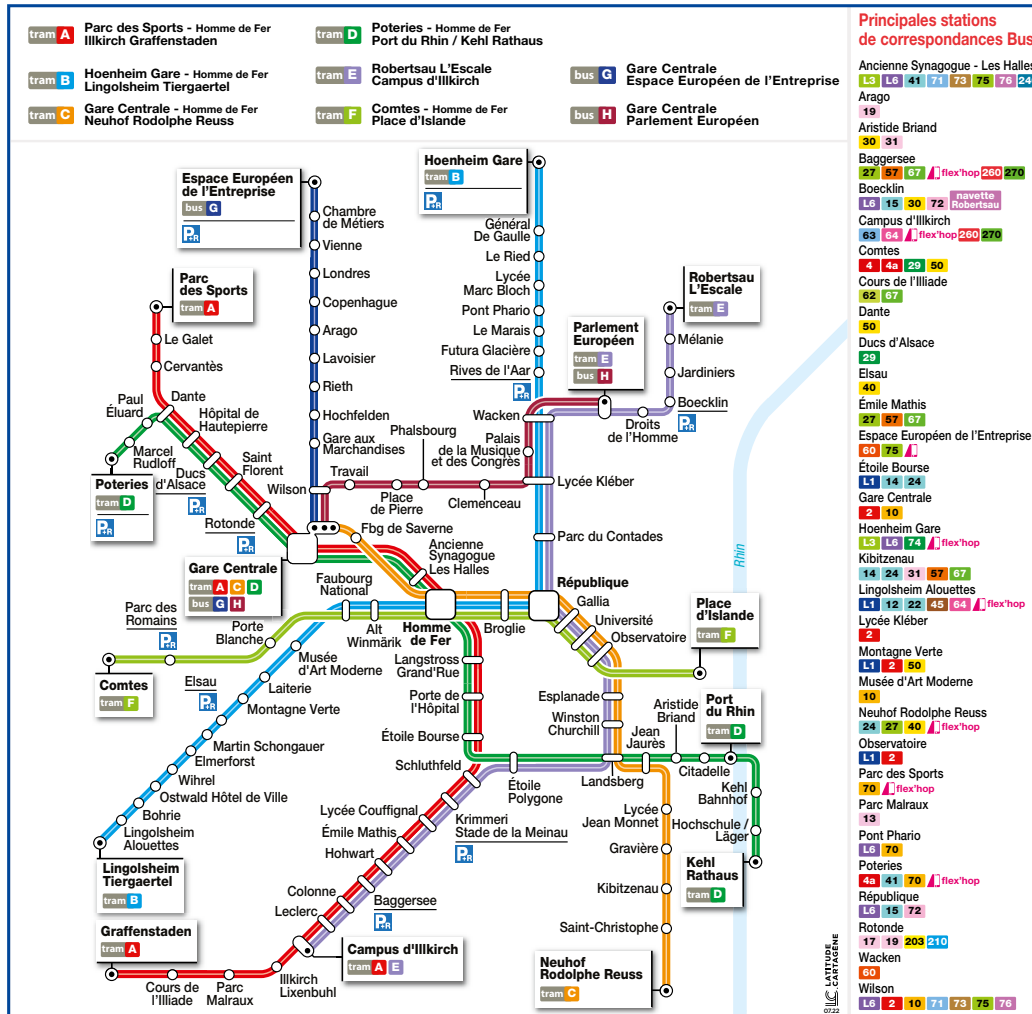 tram A Parc des Sports - Homme de Fer
Illkirch Graffenstaden
tram B Hoenheim Gare - Homme de Fer
Lingolsheim Tiergaertel
tram C Gare Centrale - Homme de Fer
Neuhof Rodolphe Reuss
tram D Poteries - Homme de Fer
Port du Rhin / Kehl Rathaus
tram E Robertsau L'Escale
Campus d'Illkirch
tram F Comtes - Homme de Fer
Place d'Islande
bus G Gare Centrale
Espace Européen de l'Entreprise
bus H Gare Centrale
Parlement Européen
Espace Européen
de l'Entreprise
bus G
P+R
Chambre
de Métiers
Vienne
Londres
Copenhague
Arago
Lavoisier
Rieth
Hochfelden
Gare aux
Marchandises
Wilson
Hoenheim Gare
tram B
P+R
Général
De Gaulle
Le Ried
Lycée
Marc Bloch
Pont Phario
Le Marais
Futura Glacière
Rives de l'Aar
P+R
Wacken
Palais
de la Musique
et des Congrès
Lycée Kléber
Parc du Contades
Robertsau
L'Escale
tram E
Mélanie
Jardiniers
Boecklin
P+R
Droits
de l'Homme
Parlement
Européen
tram E
bus H
Phalsbourg
Travail
Place
de Pierre
Clemenceau
Parc
des Sports
tram A
Le Galet
Cervantès
Dante
Paul
Éluard
Marcel
Rudloff
Poteries
tram D
P+R
Hôpital de
Hautepierre
Ducs
d'Alsace
P+R
Saint
Florent
Rotonde
P+R
Gare Centrale
tram A C D
bus G H
Fbg de Saverne
Ancienne
Synagogue
Les Halles
Faubourg
National
Alt
Winmärik
Homme
de Fer
Broglie
République
Gallia
Université
Observatoire
Place
d'Islande
tram F
Parc des
Romains
P+R
Porte
Blanche
Comtes
tram F
Musée
d'Art Moderne
Laiterie
Montagne Verte
Elsau
P+R
Martin Schongauer
Elmerforst
Wihrel
Ostwald Hôtel de Ville
Bohrie
Lingolsheim
Alouettes
Lingolsheim
Tiergaertel
tram B
Langstross
Grand'Rue
Porte de
l'Hôpital
Étoile Bourse
Schluthfeld
Étoile
Polygone
Landsberg
Esplanade
Winston
Churchill
Jean
Jaurès
Aristide
Briand
Citadelle
Port
du Rhin
tram D
Kehl
Bahnhof
Hochschule /
Läger
Kehl
Rathaus
tram D
Rhin
Lycée
Jean Monnet
Gravière
Kibitzenau
Saint-Christophe
Neuhof
Rodolphe Reuss
tram C
Lycée Couffignal
Émile Mathis
Hohwart
Krimmeri
Stade de la Meinau
P+R
Colonne
Leclerc
Baggersee
P+R
Campus d'Illkirch
tram A E
Graffenstaden
tram A
Cours de
l'Illiade
Parc
Malraux
Illkirch
Lixenbuhl
LATITUDE
CARTAGÈNE
07.22
Principales stations
de correspondances Bus
Ancienne Synagogue - Les Halles
L3 L6 41 71 73 75 76
Arago
19
Aristide Briand
30 31
Baggersee
27 57 67 flex'hop 260 270
Boecklin
L6 15 30 72 navette
Robertsau
Campus d'Illkirch
63 64 flex'hop 260 270
Comtes
4 4a 29 50
Cours de l'Illiade
62 67
Dante
50
Ducs d'Alsace
29
Elsau
40
Émile Mathis
27 57 67
Espace Européen de l'Entreprise
60 75
Étoile Bourse
L1 14 24
Gare Centrale
2 10
Hoenheim Gare
L3 L6 74 flex'hop
Kibitzenau
14 24 31 57 67
Lingolsheim Alouettes
L1 12 22 45 64 flex'hop
Lycée Kléber
2
Montagne Verte
L1 2 50
Musée d'Art Moderne
10
Neuhof Rodolphe Reuss
24 27 40 flex'hop
Observatoire
L1 2
Parc des Sports
70 flex'hop
Parc Malraux
13
Pont Phario
L6 70
Poteries
4a 41 70 flex'hop
République
L6 15 72
Rotonde
17 19 203 210
Wacken
60
Wilson
L6 2 10 71 73 75 76